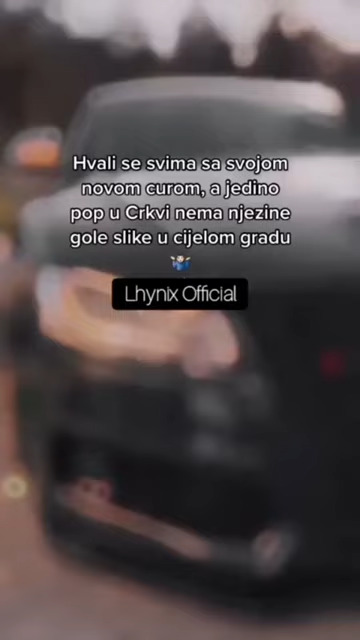 Hvali se svima sa svojom
novom curom, a jedino
pop u Crkvi nema njezine
gole slike u cijelom gradu
🤷🏻‍♂️
Lhynix Official